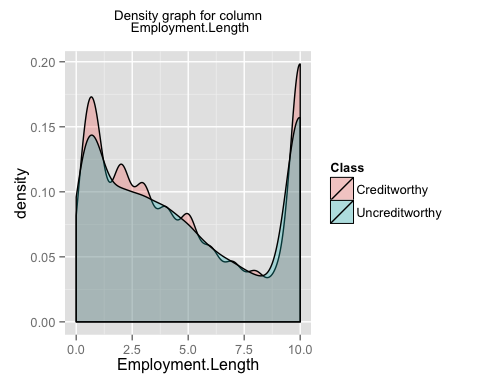 Density graph for column
Employment.Length
0.20
0.15
0.10
0.05
0.00
density
0.0 2.5 5.0 7.5 10.0
Employment.Length
Class
Creditworthy
Uncreditworthy